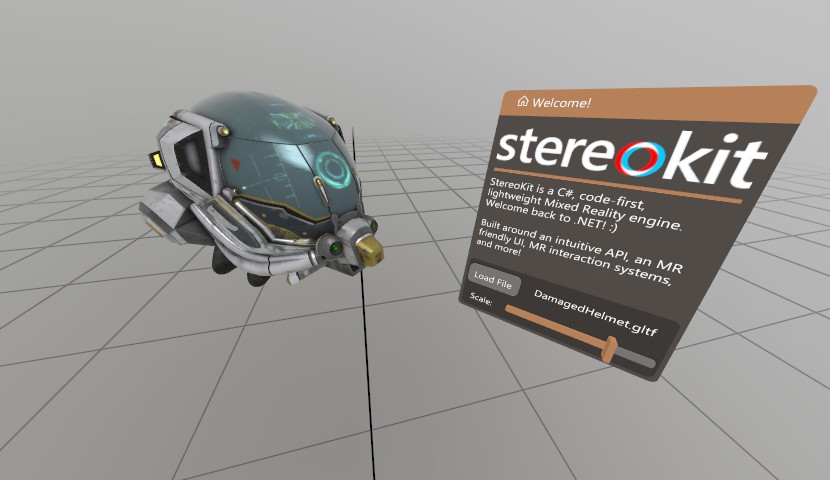 Welcome!
stereokit
StereoKit is a C#, code-first,
lightweight Mixed Reality engine.
Welcome back to .NET! :)
Built around an intuitive API, an MR
friendly UI, MR interaction systems,
and more!
Load File
DamagedHelmet.gltf
Scale: